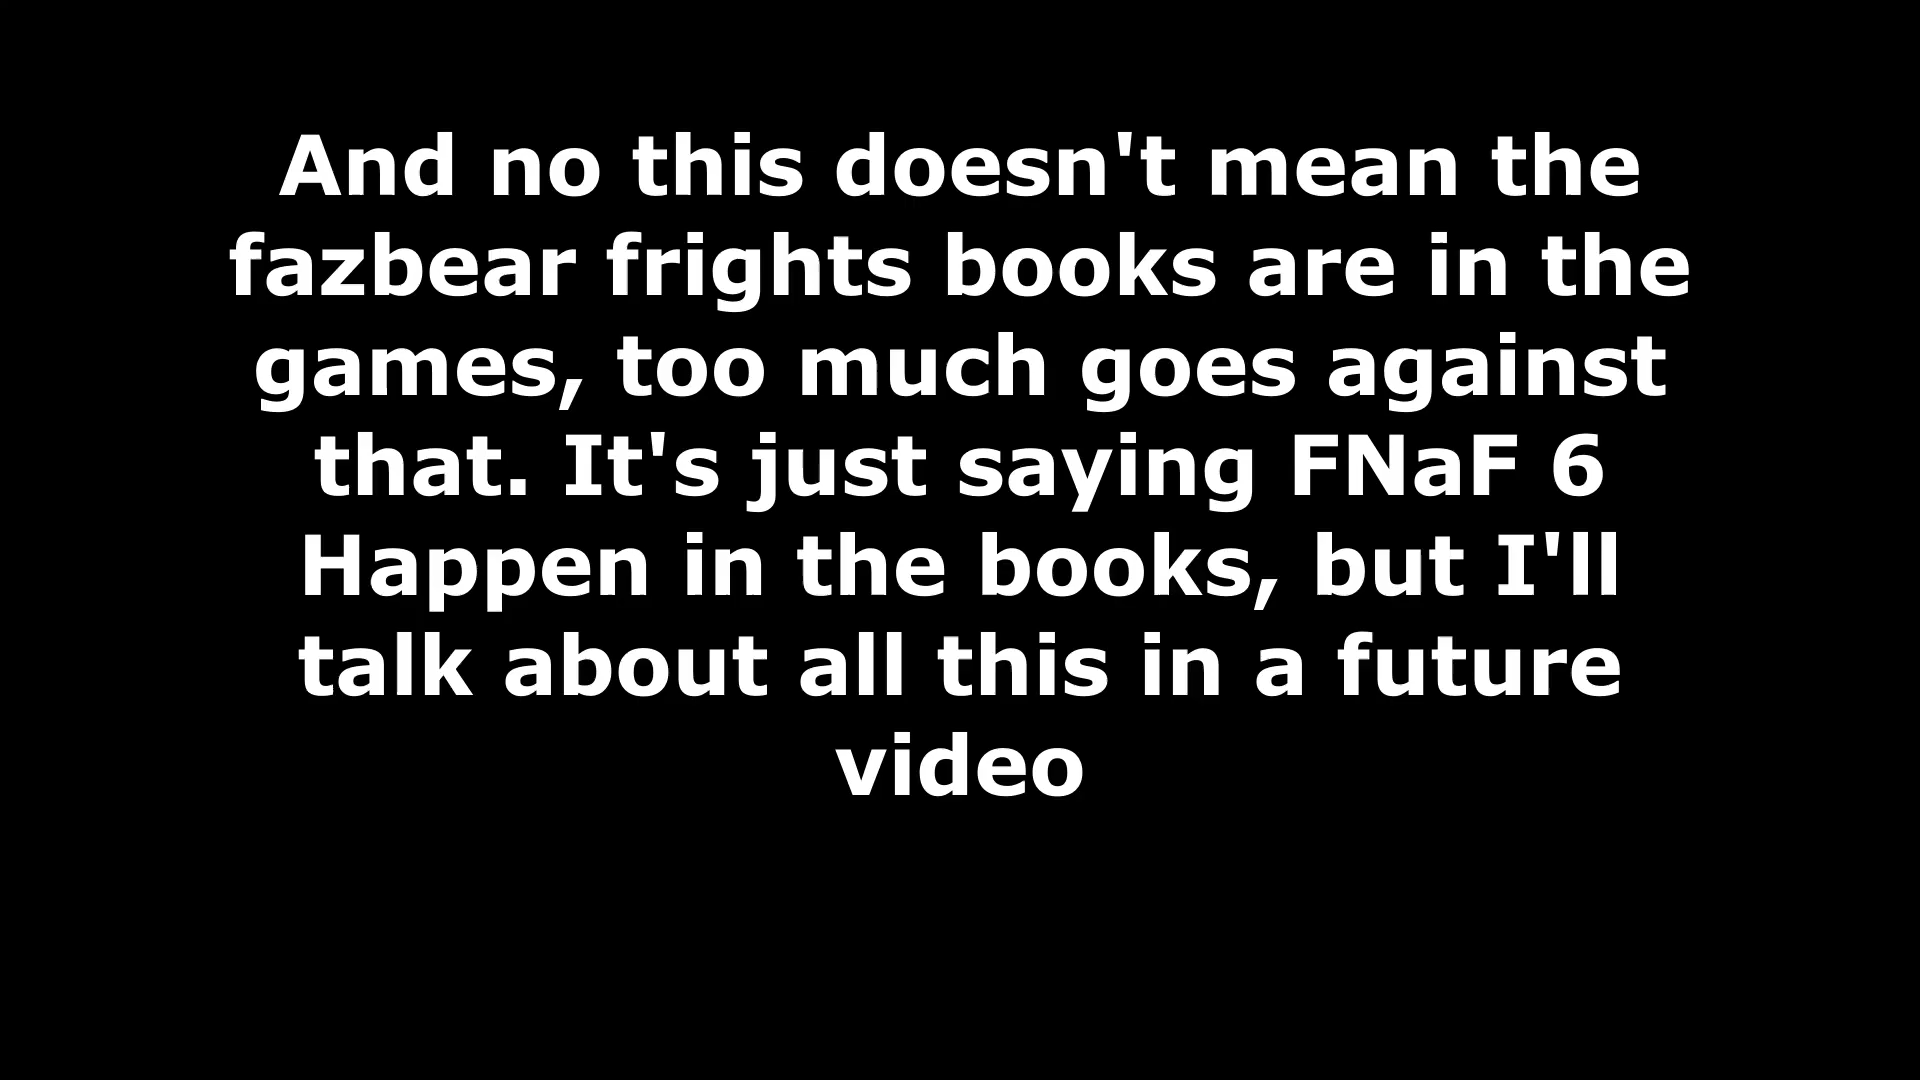 And no this doesn't mean the
fazbear frights books are in the
games, too much goes against
that. It's just saying FNaF 6
Happen in the books, but I'll
talk about all this in a future
video